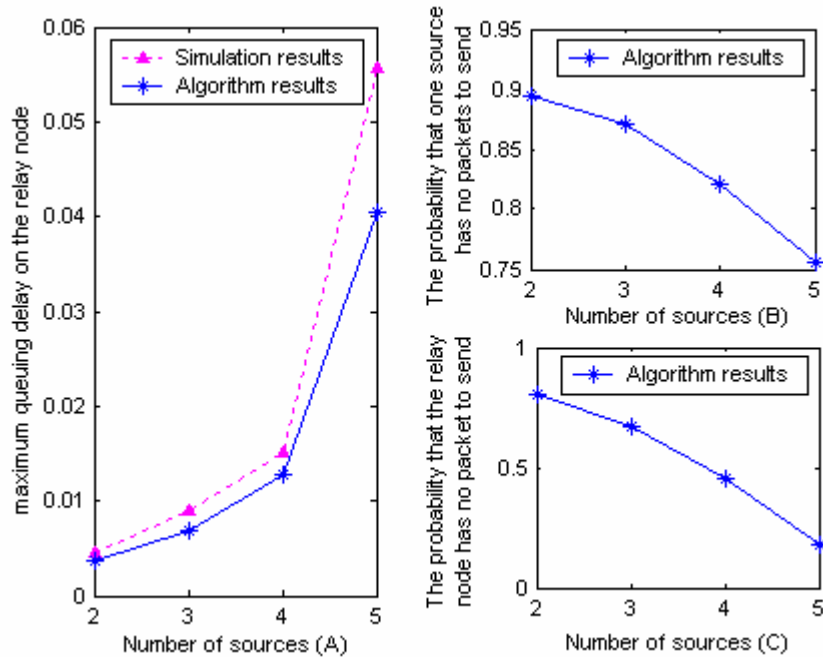 maximum queuing delay on the relay node
0.06
0.05
0.04
0.03
0.02
0.01
0
Simulation results
Algorithm results
2 3 4 5
Number of sources (A)
The probability that one source
has no packets to send
0.95
0.9
0.85
0.8
0.75
Algorithm results
2 3 4 5
Number of sources (B)
The probability that the relay
node has no packet to send
1
0.5
0
Algorithm results
2 3 4 5
Number of sources (C)